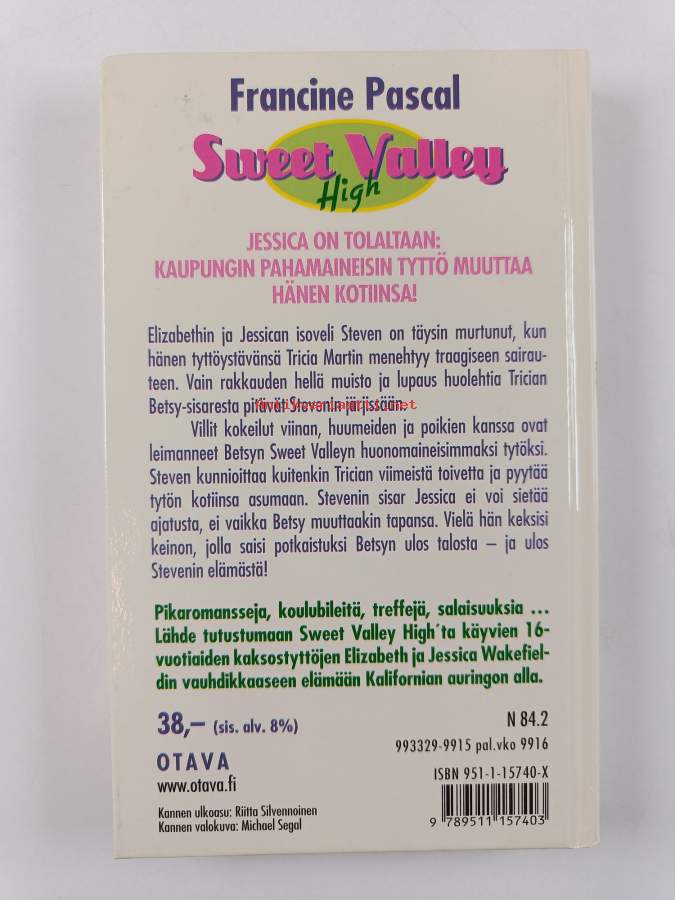 Francine Pascal
Sweet Valley
High
JESSICA ON TOLALTAAN:
KAUPUNGIN PAHAMAINEISIN TYTTÖ MUUTTAA
HÄNEN KOTIINSA!
Elizabethin ja Jessican isoveli Steven on täysin murtunut, kun
hänen tyttöystävänsä Tricia Martin menehtyy traagiseen sairau-
teen. Vain rakkauden hellä muisto ja lupaus huolehtia Trician
Betsy-sisaresta pitävät Stevenin järjissään.
Villit kokeilut viinan, huumeiden ja poikien kanssa ovat
leimanneet Betsyn Sweet Valleyn huonomaineisimmaksi tytöksi.
Steven kunnioittaa kuitenkin Trician viimeistä toivetta ja pyytää
tytön kotiinsa asumaan. Stevenin sisar Jessica ei voi sietää
ajatusta, ei vaikka Betsy muuttaakin tapansa. Vielä hän keksisi
keinon, jolla saisi potkaistuksi Betsyn ulos talosta – ja ulos
Stevenin elämästä!
Pikaromansseja, koulubileitä, treffejä, salaisuuksia ...
Lähde tutustumaan Sweet Valley High´ta käyvien 16-
vuotiaiden kaksostyttöjen Elizabeth ja Jessica Wakefiel-
din vauhdikkaaseen elämään Kalifornian auringon alla.
38,– (sis. alv. 8%)
N 84.2
993329-9915 pal.vko 9916
OTAVA
www.otava.fi
ISBN 951-1-15740-X
Kannen ulkoasu: Riitta Silvennoinen
Kannen valokuva: Michael Segal
9 789511 157403